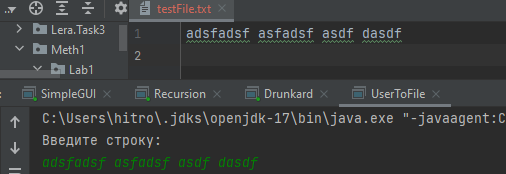 testFile.txt
Lera.Task3
Meth1
Lab1
1
adsfadsf asfadsf asdf dasdf
2
SimpleGUI
Recursion
Drunkard
UserToFile
C:\Users\hitro\.jdks\openjdk-17\bin\java.exe "-javaagent:C
Введите строку:
adsfadsf asfadsf asdf dasdf